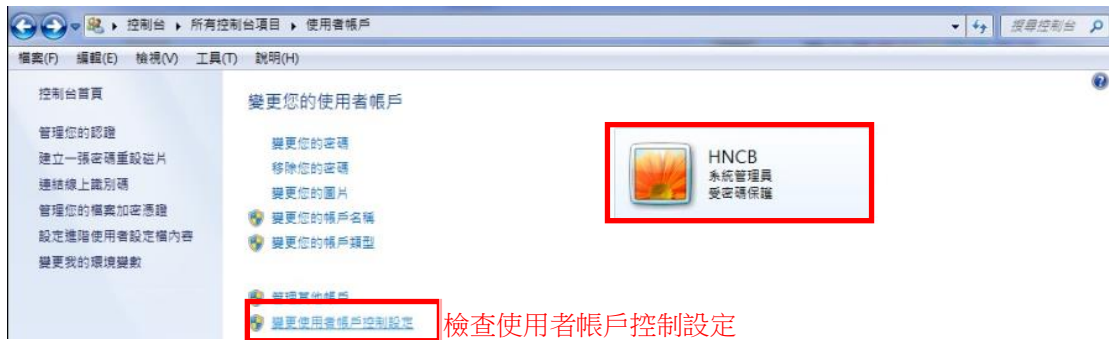 控制台 ▸ 所有控制台項目 ▸ 使用者帳戶
搜尋控制台
檔案(F) 編輯(E) 檢視(V) 工具(T) 說明(H)
控制台首頁
管理您的認證
建立一張密碼重設磁片
連結線上識別碼
管理您的檔案加密憑證
設定進階使用者設定檔內容
變更我的環境變數
變更您的使用者帳戶
變更您的密碼
移除您的密碼
變更您的圖片
變更您的帳戶名稱
變更您的帳戶類型
管理其他帳戶
變更使用者帳戶控制設定
檢查使用者帳戶控制設定
HNCB
系統管理員
受密碼保護